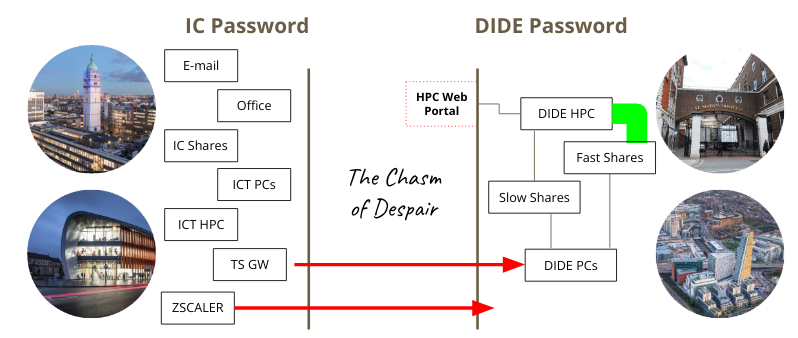 IC Password
DIDE Password
E-mail
Office
IC Shares
ICT PCs
ICT HPC
TS GW
ZSCALER
The Chasm
of Despair
HPC Web
Portal
DIDE HPC
Fast Shares
Slow Shares
DIDE PCs